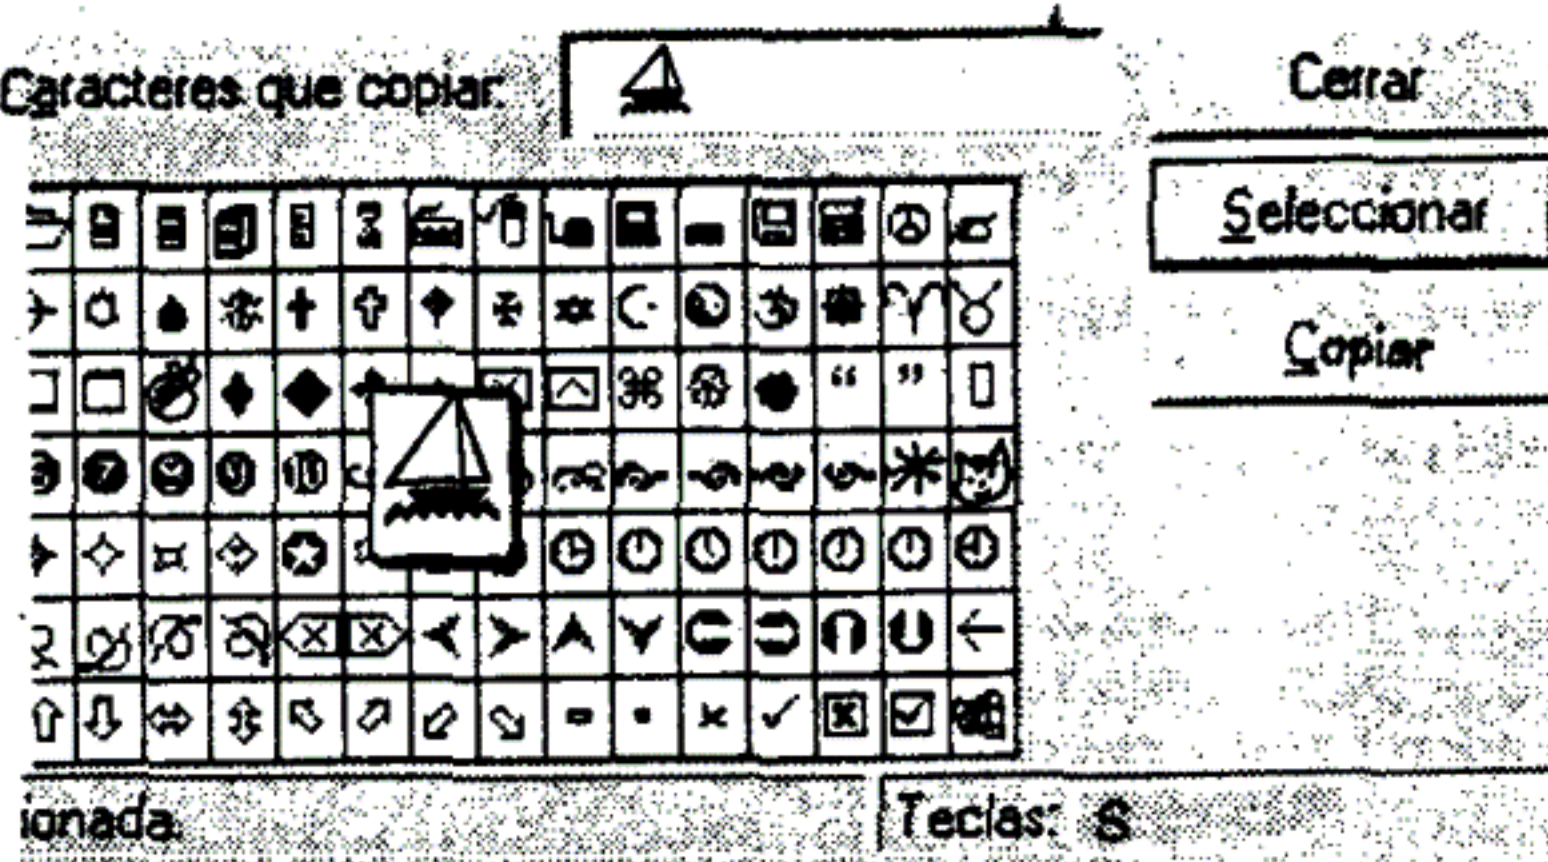 Caracteres que copiar:
Cerrar
Seleccionar
Copiar
ionada.
Teclas: S